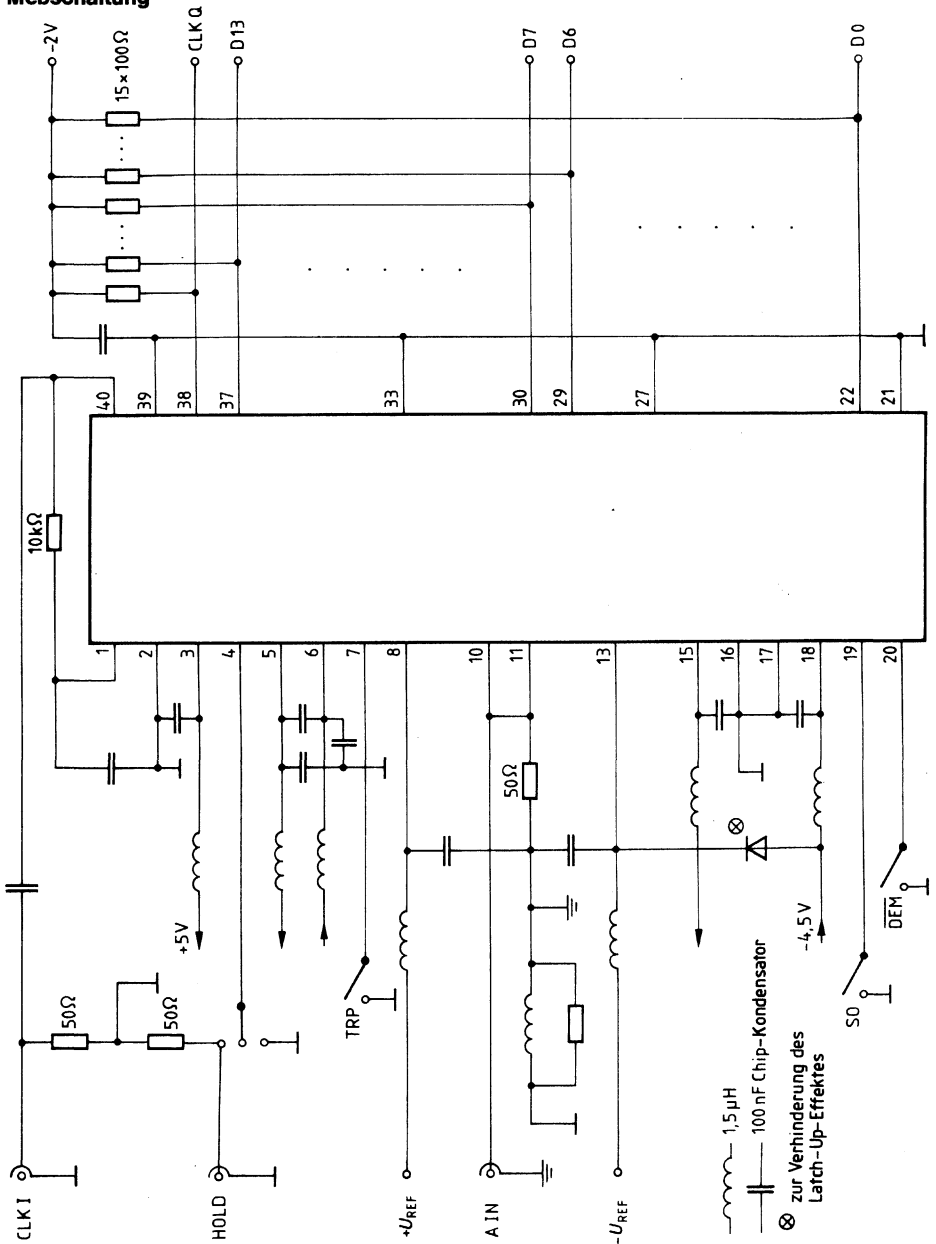 Meßschaltung
-2V
15×100Ω
CLK Q
D13
D7
D6
D0
40
39
38
37
33
30
29
27
22
21
10kΩ
1
2
3
4
5
6
7
8
10
11
13
15
16
17
18
19
20
+5V
50Ω
50Ω
50Ω
TRP
-4,5V
SO
DEM
CLK I
HOLD
+UREF
A IN
-UREF
1,5 µH
100 nF Chip-Kondensator
zur Verhinderung des
Latch-Up-Effektes